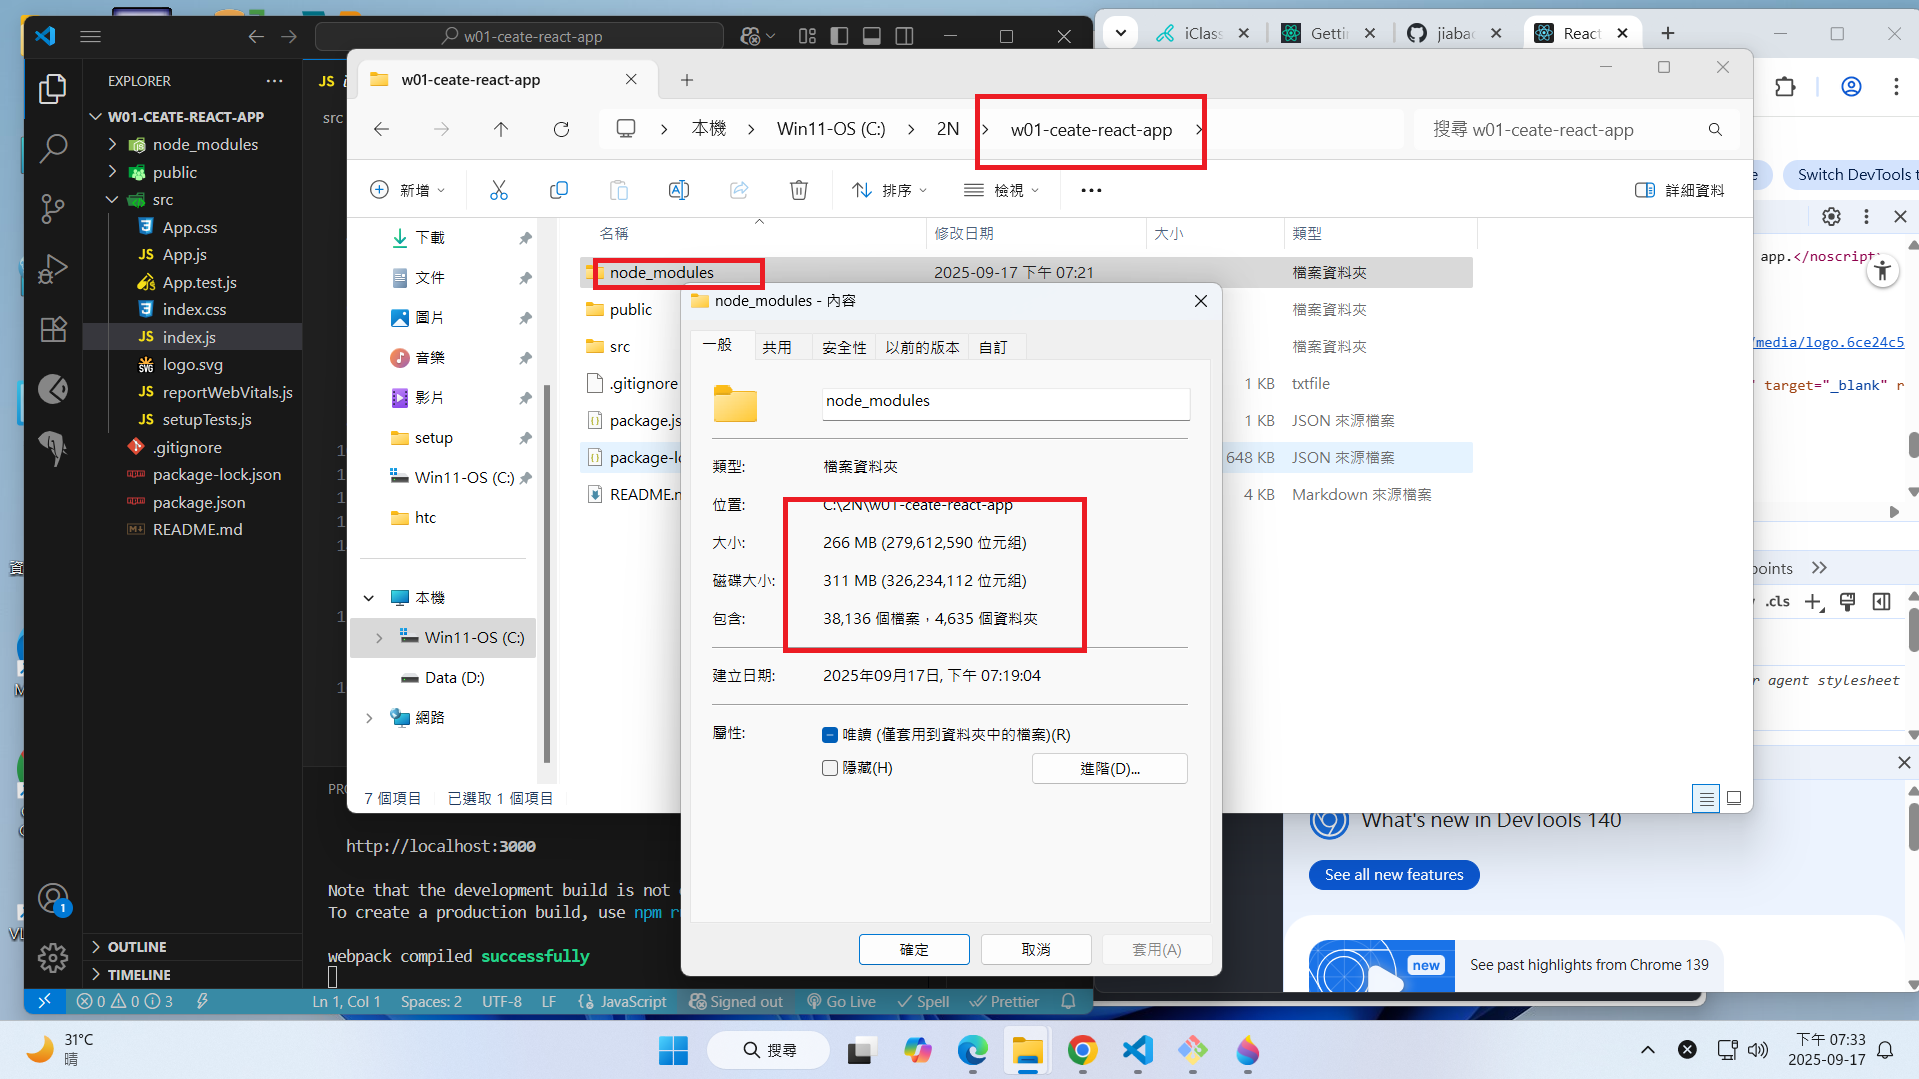 w01-ceate-react-app
iClass
Gettin
jiabac
React
EXPLORER
W01-CEATE-REACT-APP
node_modules
public
src
App.css
App.js
App.test.js
index.css
index.js
logo.svg
reportWebVitals.js
setupTests.js
.gitignore
package-lock.json
package.json
README.md
OUTLINE
TIMELINE
JS
src
w01-ceate-react-app
本機
Win11-OS (C:)
2N
w01-ceate-react-app
搜尋 w01-ceate-react-app
新增
排序
檢視
詳細資料
下載
文件
圖片
音樂
影片
setup
Win11-OS (C:)
htc
本機
Win11-OS (C:)
Data (D:)
網路
7 個項目
已選取 1 個項目
名稱
修改日期
大小
類型
node_modules
2025-09-17 下午 07:21
檔案資料夾
public
檔案資料夾
src
檔案資料夾
.gitignore
1 KB
txtfile
package.js
1 KB
JSON 來源檔案
package-lo
648 KB
JSON 來源檔案
README.m
4 KB
Markdown 來源檔案
node_modules - 內容
一般
共用
安全性
以前的版本
自訂
node_modules
類型:
檔案資料夾
位置:
C:\2N\w01-ceate-react-app
大小:
266 MB (279,612,590 位元組)
磁碟大小:
311 MB (326,234,112 位元組)
包含:
38,136 個檔案，4,635 個資料夾
建立日期:
2025年09月17日, 下午 07:19:04
屬性:
唯讀 (僅套用到資料夾中的檔案)(R)
隱藏(H)
進階(D)...
確定
取消
套用(A)
http://localhost:3000
Note that the development build is not
To create a production build, use npm r
webpack compiled successfully
0 0 3
Ln 1, Col 1
Spaces: 2
UTF-8
LF
JavaScript
Signed out
Go Live
Spell
Prettier
Switch DevTools t
app.</noscript>
/media/logo.6ce24c5
" target="_blank" r
points
.cls
r agent stylesheet
What's new in DevTools 140
See all new features
new
See past highlights from Chrome 139
31°C
晴
搜尋
下午 07:33
2025-09-17